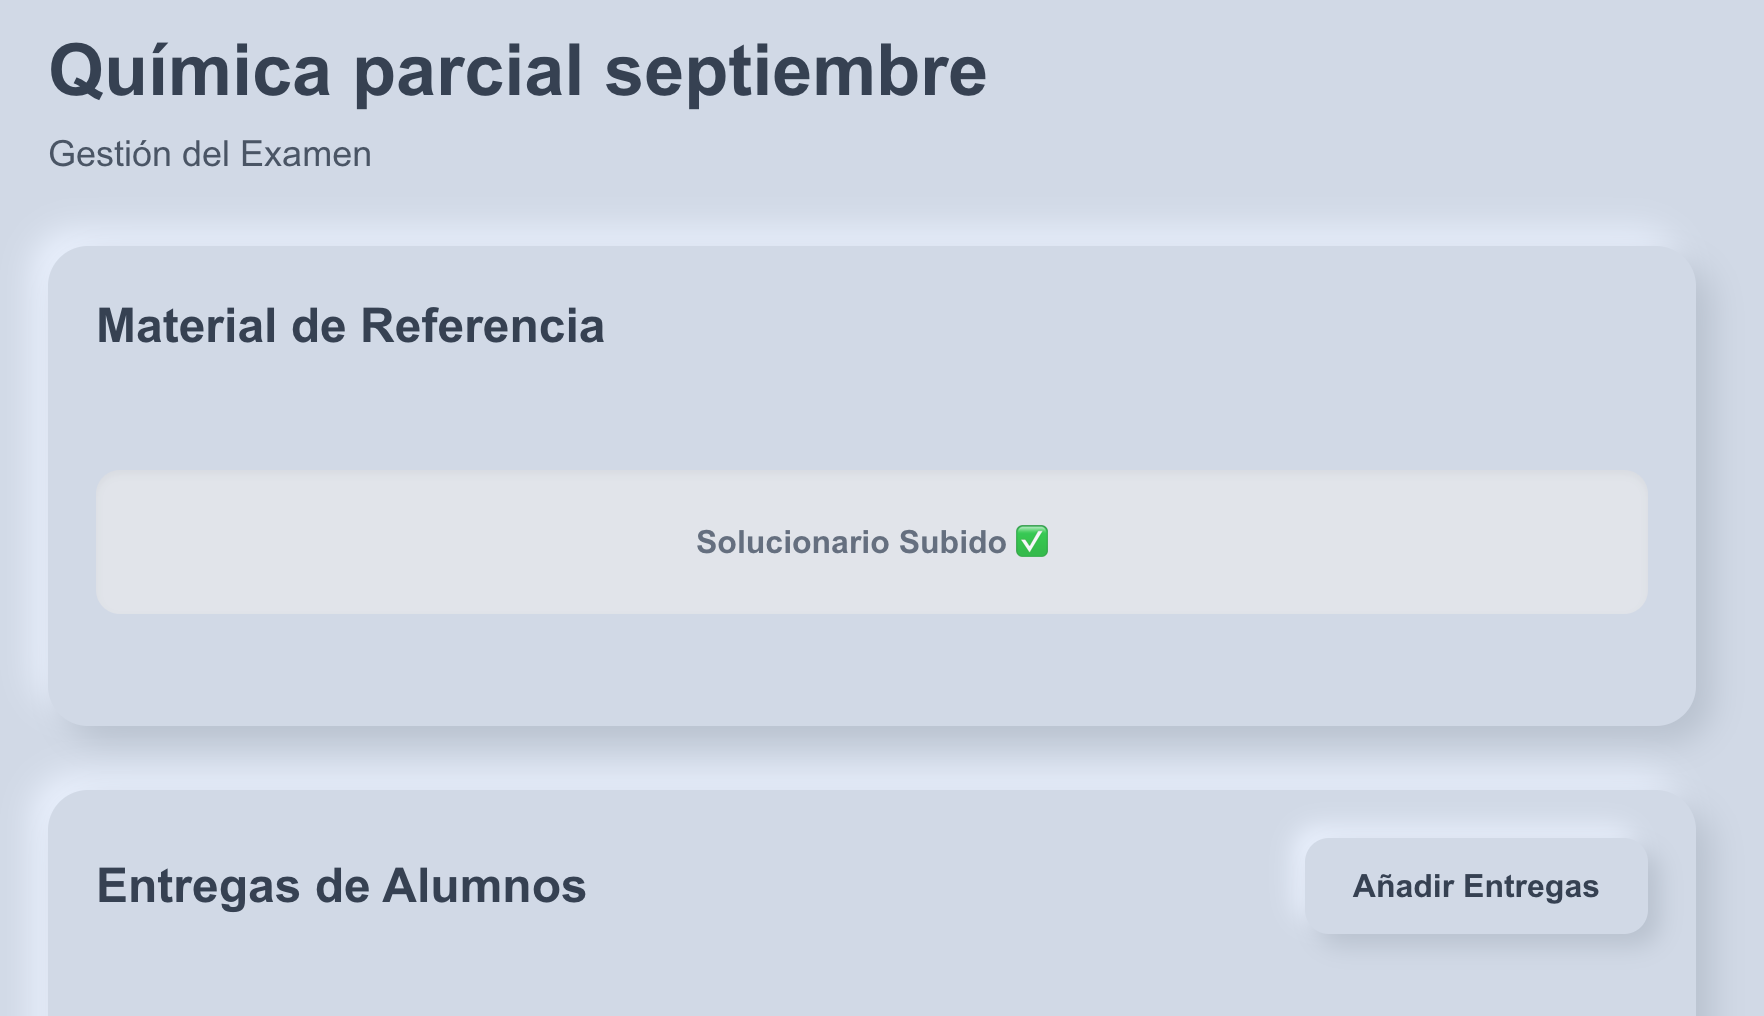 Química parcial septiembre
Gestión del Examen
Material de Referencia
Solucionario Subido ✅
Entregas de Alumnos
Añadir Entregas